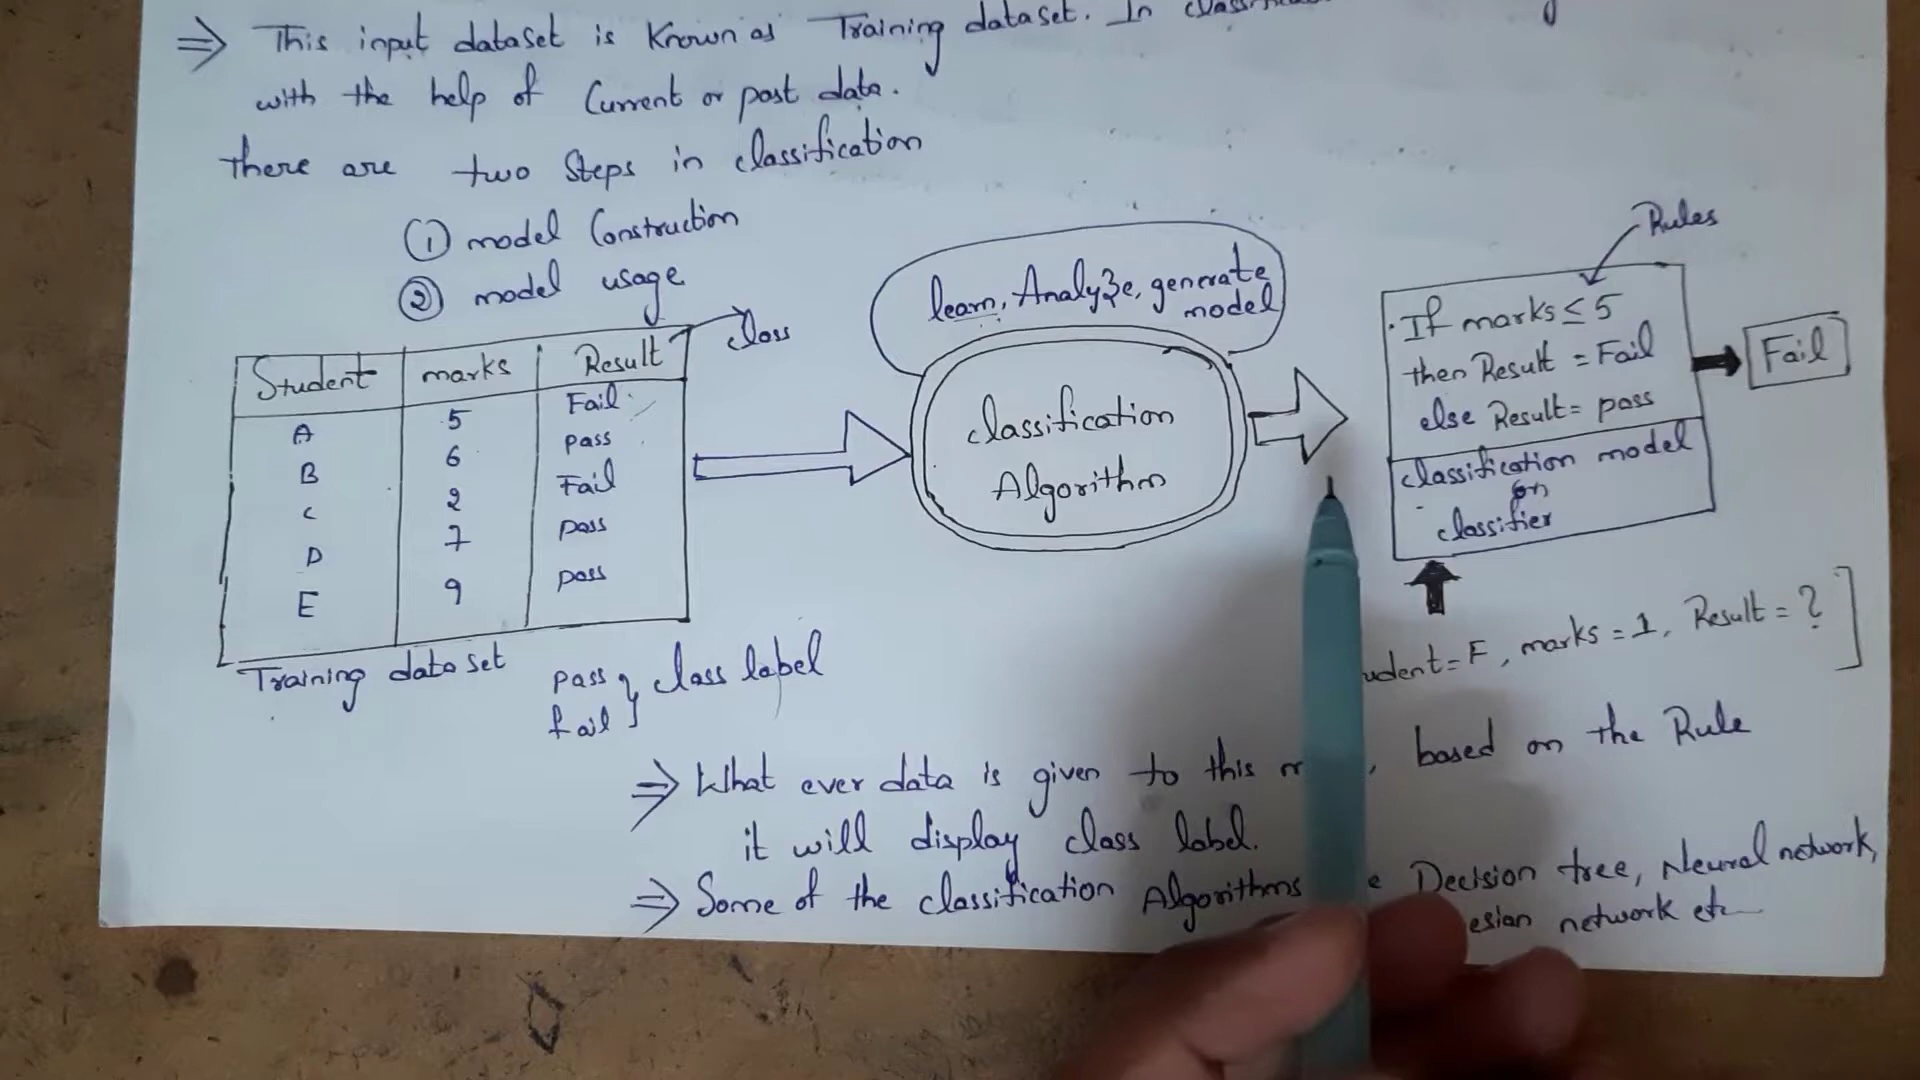 ⇒ This input dataset is known as Training dataset. In
with the help of Current or past data.
there are two Steps in classification
① model Construction
② model usage
class
Student marks Result
A 5 Fail
B 6 pass
C 2 Fail
D 7 pass
E 9 pass
Training data set
pass } class label
fail
learn, Analyze, generate
model
classification
Algorithm
Rules
If marks ≤ 5
then Result = Fail
else Result = pass
classification model
or
classifier
Fail
udent = F, marks = 1, Result = ? ]
⇒ What ever data is given to this , based on the Rule
it will display class label.
⇒ Some of the classification Algorithms Decision tree, Neural network,
esian network etc